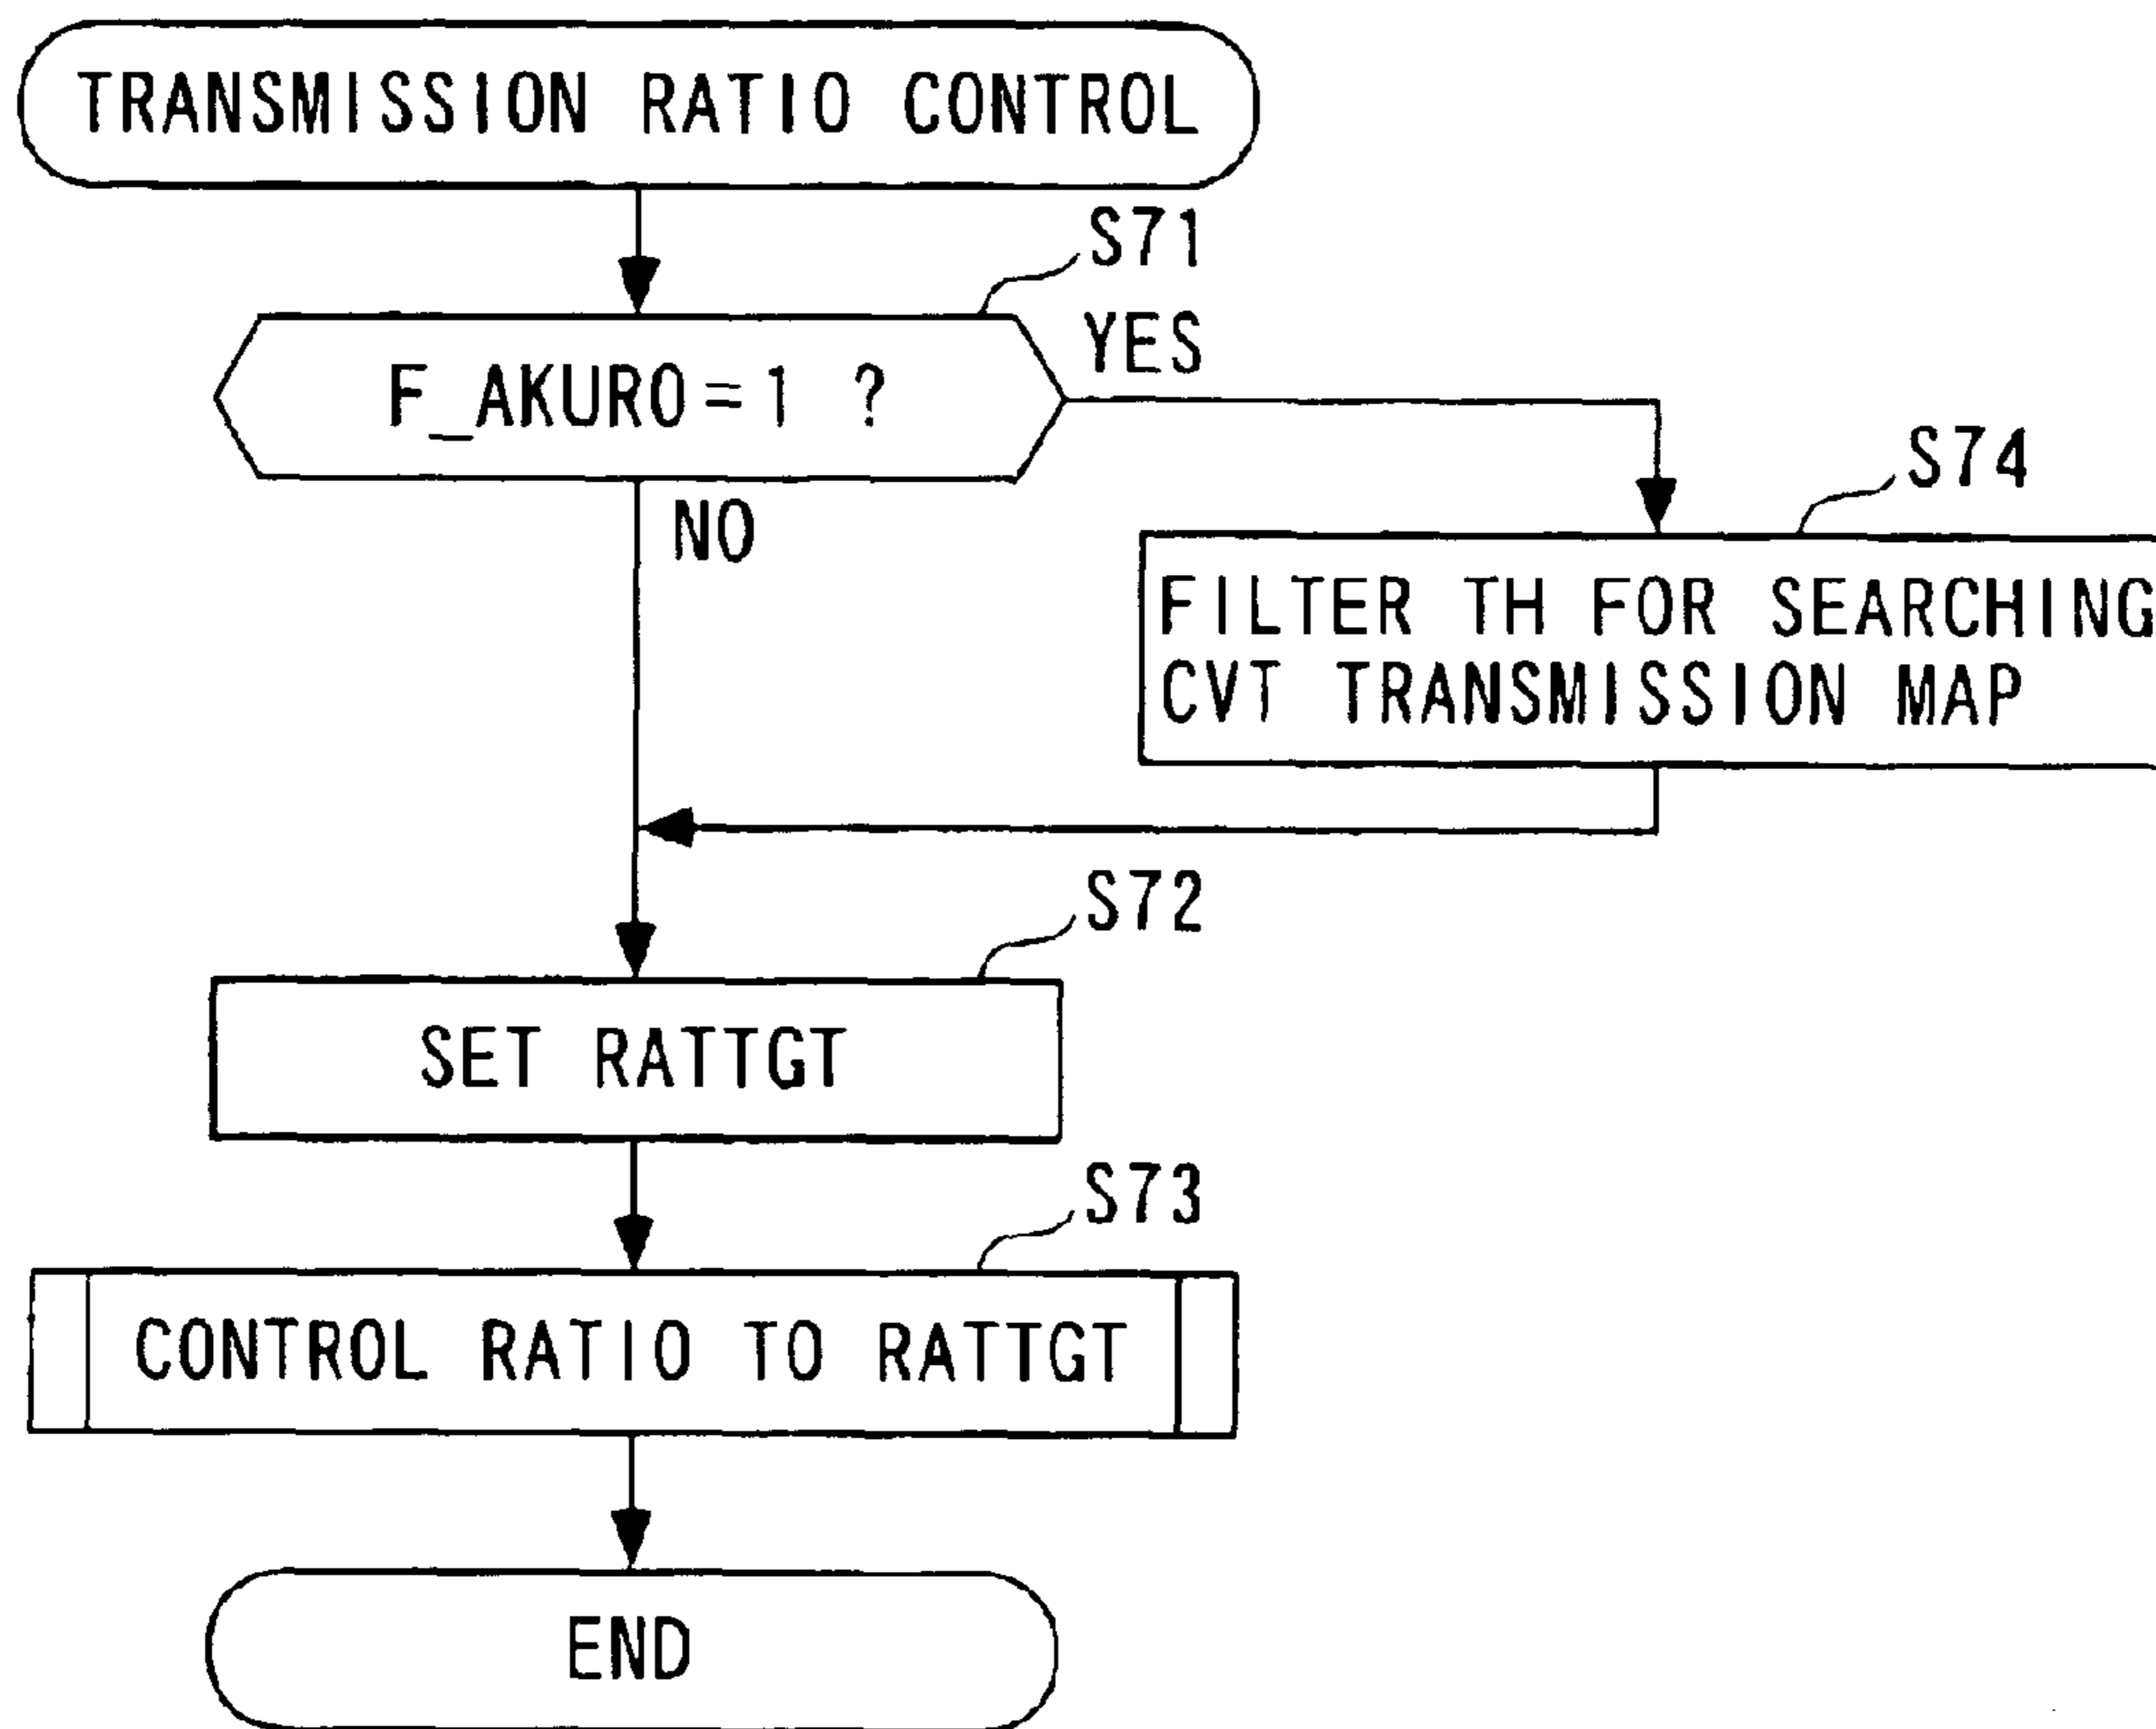 TRANSMISSION RATIO CONTROL
S71
F_AKURO=1 ?
YES
NO
S74
FILTER TH FOR SEARCHING
CVT TRANSMISSION MAP
S72
SET RATTGT
S73
CONTROL RATIO TO RATTGT
END